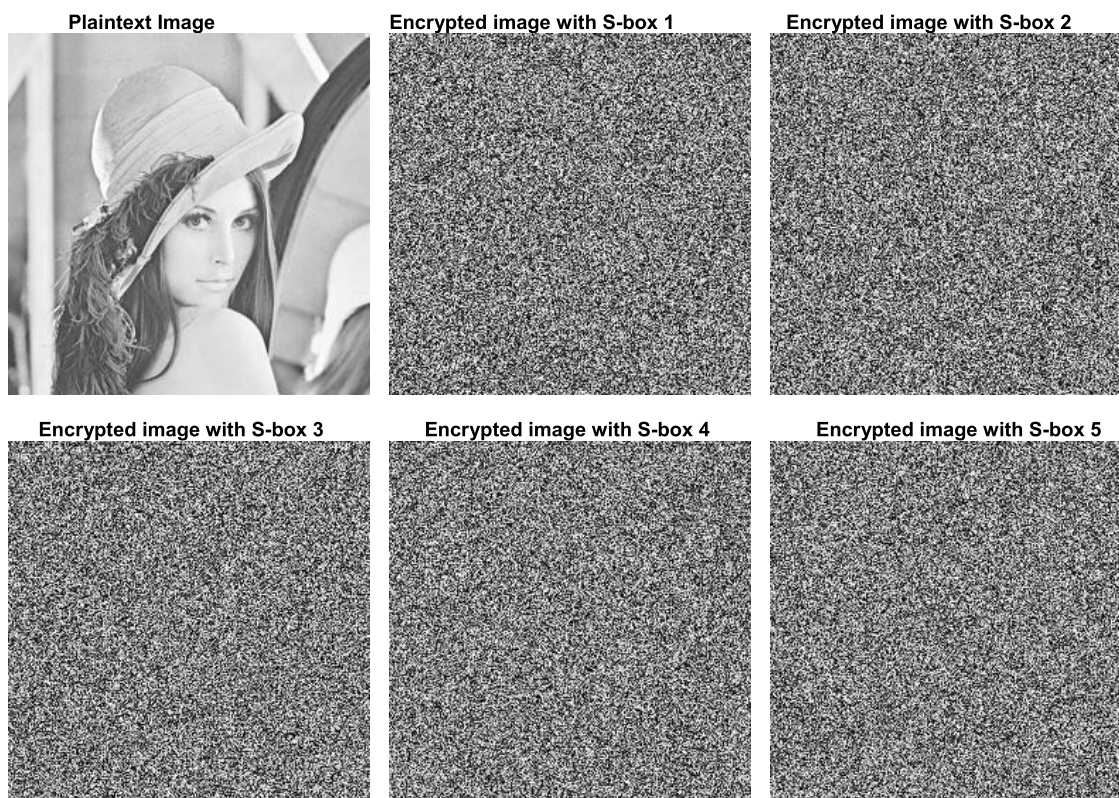 Plaintext Image
Encrypted image with S-box 1
Encrypted image with S-box 2
Encrypted image with S-box 3
Encrypted image with S-box 4
Encrypted image with S-box 5